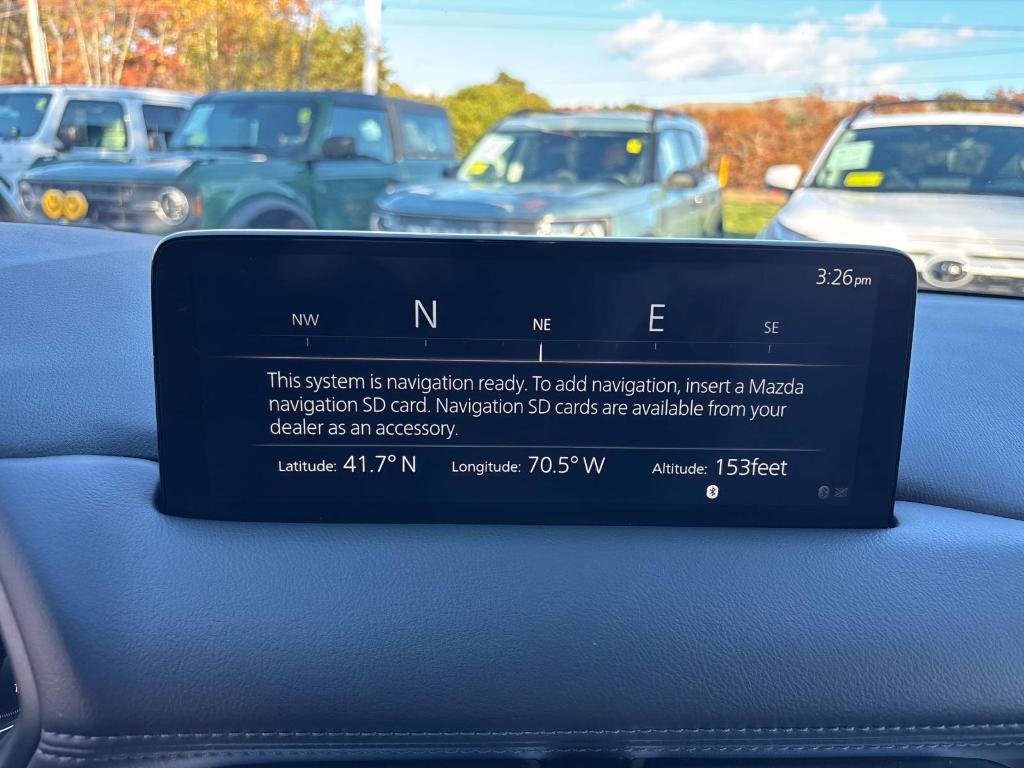 3:26pm
NW N NE E SE
This system is navigation ready. To add navigation, insert a Mazda
navigation SD card. Navigation SD cards are available from your
dealer as an accessory.
Latitude: 41.7° N Longitude: 70.5° W Altitude: 153feet